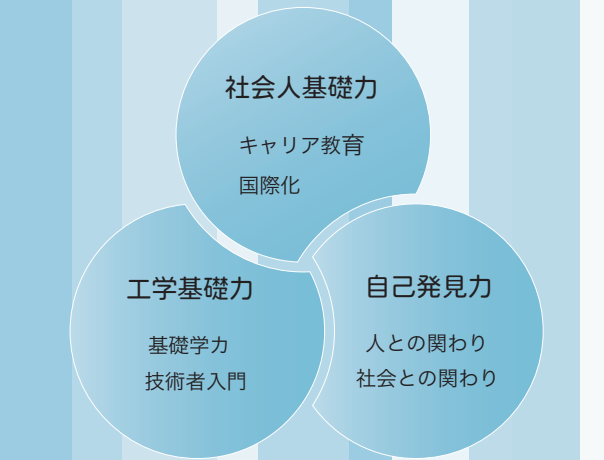 社会人基礎力
キャリア教育
国際化
工学基礎力
基礎学力
技術者入門
自己発見力
人との関わり
社会との関わり